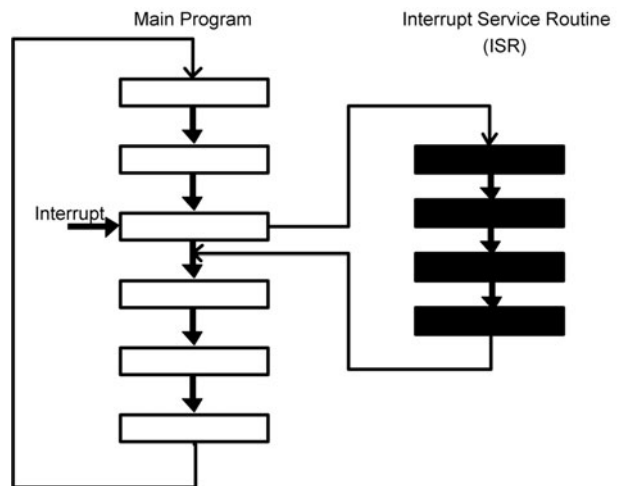 Main Program
Interrupt Service Routine
(ISR)
Interrupt